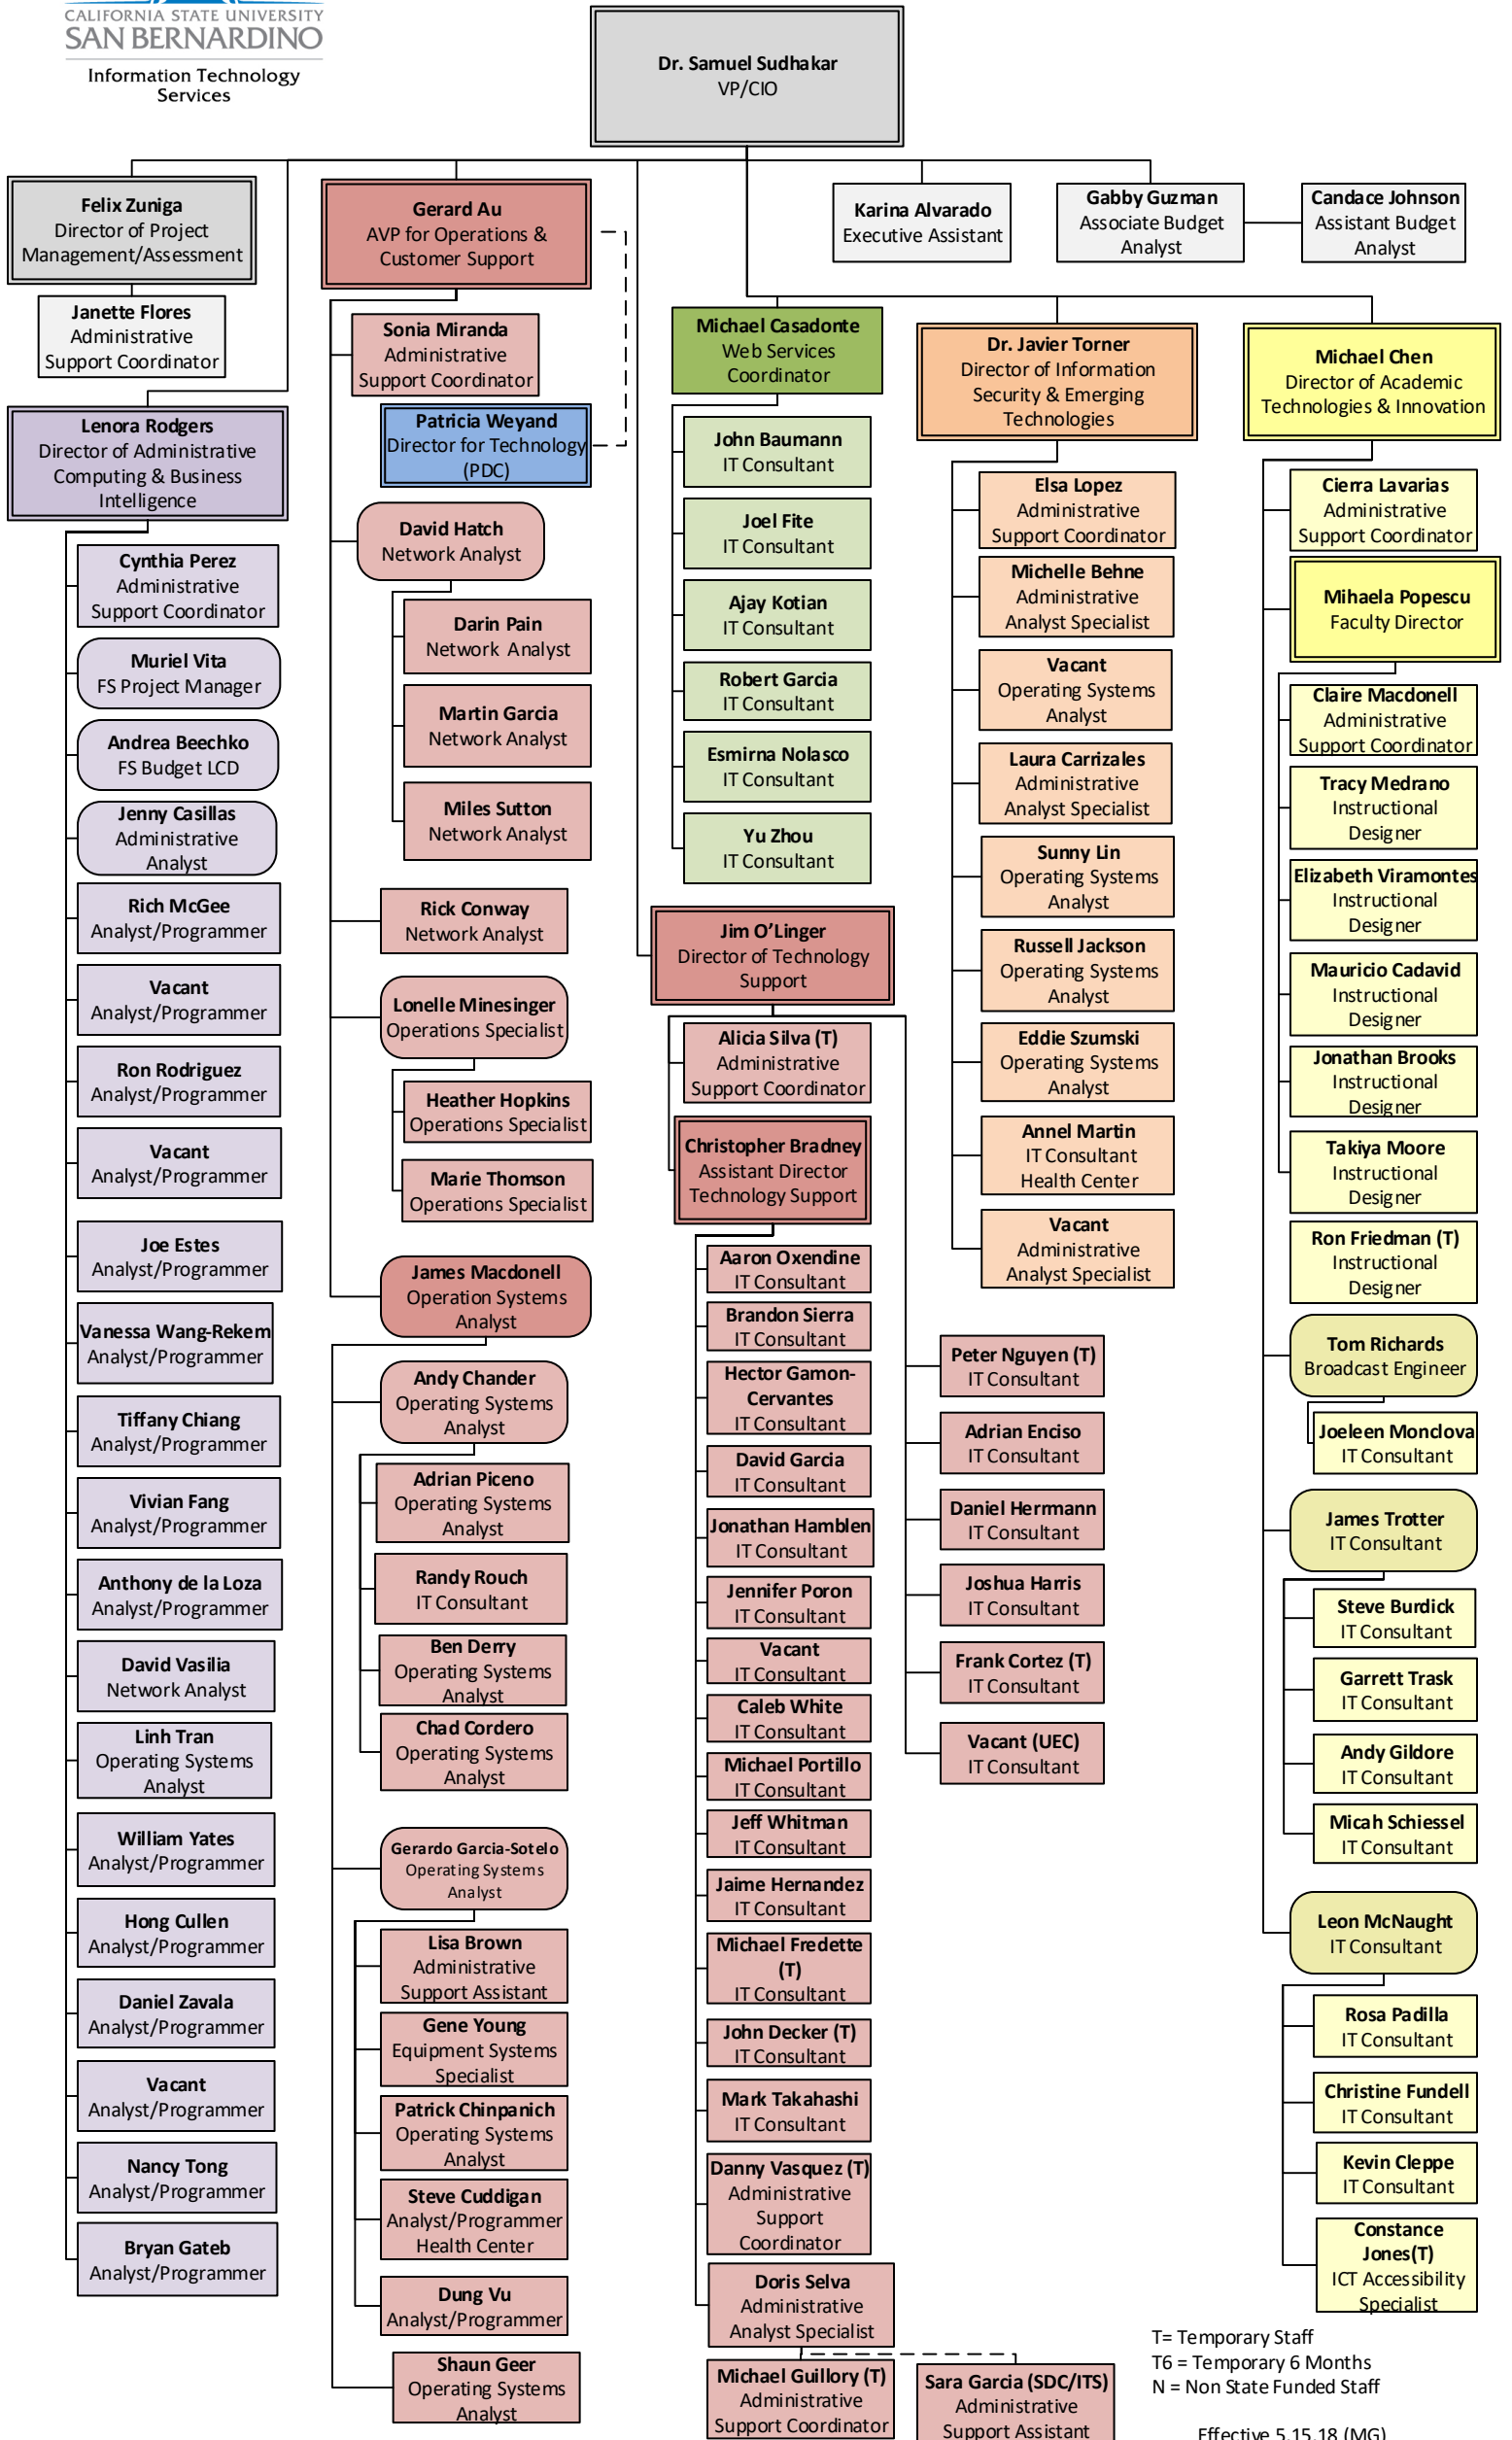 CALIFORNIA STATE UNIVERSITY
SAN BERNARDINO
Information Technology
Services
Dr. Samuel Sudhakar
VP/CIO
Felix Zuniga
Director of Project
Management/Assessment
Janette Flores
Administrative
Support Coordinator
Lenora Rodgers
Director of Administrative
Computing & Business
Intelligence
Cynthia Perez
Administrative
Support Coordinator
Muriel Vita
FS Project Manager
Andrea Beechko
FS Budget LCD
Jenny Casillas
Administrative
Analyst
Rich McGee
Analyst/Programmer
Vacant
Analyst/Programmer
Ron Rodriguez
Analyst/Programmer
Vacant
Analyst/Programmer
Joe Estes
Analyst/Programmer
Vanessa Wang-Rekem
Analyst/Programmer
Tiffany Chiang
Analyst/Programmer
Vivian Fang
Analyst/Programmer
Anthony de la Loza
Analyst/Programmer
David Vasilia
Network Analyst
Linh Tran
Operating Systems
Analyst
William Yates
Analyst/Programmer
Hong Cullen
Analyst/Programmer
Daniel Zavala
Analyst/Programmer
Vacant
Analyst/Programmer
Nancy Tong
Analyst/Programmer
Bryan Gateb
Analyst/Programmer
Gerard Au
AVP for Operations &
Customer Support
Sonia Miranda
Administrative
Support Coordinator
Patricia Weyand
Director for Technology
(PDC)
David Hatch
Network Analyst
Darin Pain
Network Analyst
Martin Garcia
Network Analyst
Miles Sutton
Network Analyst
Rick Conway
Network Analyst
Lonelle Minesinger
Operations Specialist
Heather Hopkins
Operations Specialist
Marie Thomson
Operations Specialist
James Macdonell
Operation Systems
Analyst
Andy Chander
Operating Systems
Analyst
Adrian Piceno
Operating Systems
Analyst
Randy Rouch
IT Consultant
Ben Derry
Operating Systems
Analyst
Chad Cordero
Operating Systems
Analyst
Gerardo Garcia-Sotelo
Operating Systems
Analyst
Lisa Brown
Administrative
Support Assistant
Gene Young
Equipment Systems
Specialist
Patrick Chinpanich
Operating Systems
Analyst
Steve Cuddigan
Analyst/Programmer
Health Center
Dung Vu
Analyst/Programmer
Shaun Geer
Operating Systems
Analyst
Karina Alvarado
Executive Assistant
Gabby Guzman
Associate Budget
Analyst
Candace Johnson
Assistant Budget
Analyst
Michael Casadonte
Web Services
Coordinator
John Baumann
IT Consultant
Joel Fite
IT Consultant
Ajay Kotian
IT Consultant
Robert Garcia
IT Consultant
Esmirna Nolasco
IT Consultant
Yu Zhou
IT Consultant
Jim O’Linger
Director of Technology
Support
Alicia Silva (T)
Administrative
Support Coordinator
Christopher Bradney
Assistant Director
Technology Support
Aaron Oxendine
IT Consultant
Brandon Sierra
IT Consultant
Hector Gamon-
Cervantes
IT Consultant
David Garcia
IT Consultant
Jonathan Hamblen
IT Consultant
Jennifer Poron
IT Consultant
Vacant
IT Consultant
Caleb White
IT Consultant
Michael Portillo
IT Consultant
Jeff Whitman
IT Consultant
Jaime Hernandez
IT Consultant
Michael Fredette
(T)
IT Consultant
John Decker (T)
IT Consultant
Mark Takahashi
IT Consultant
Danny Vasquez (T)
Administrative
Support
Coordinator
Doris Selva
Administrative
Analyst Specialist
Michael Guillory (T)
Administrative
Support Coordinator
Sara Garcia (SDC/ITS)
Administrative
Support Assistant
Peter Nguyen (T)
IT Consultant
Adrian Enciso
IT Consultant
Daniel Herrmann
IT Consultant
Joshua Harris
IT Consultant
Frank Cortez (T)
IT Consultant
Vacant (UEC)
IT Consultant
Dr. Javier Torner
Director of Information
Security & Emerging
Technologies
Elsa Lopez
Administrative
Support Coordinator
Michelle Behne
Administrative
Analyst Specialist
Vacant
Operating Systems
Analyst
Laura Carrizales
Administrative
Analyst Specialist
Sunny Lin
Operating Systems
Analyst
Russell Jackson
Operating Systems
Analyst
Eddie Szumski
Operating Systems
Analyst
Annel Martin
IT Consultant
Health Center
Vacant
Administrative
Analyst Specialist
Michael Chen
Director of Academic
Technologies & Innovation
Cierra Lavarias
Administrative
Support Coordinator
Mihaela Popescu
Faculty Director
Claire Macdonell
Administrative
Support Coordinator
Tracy Medrano
Instructional
Designer
Elizabeth Viramontes
Instructional
Designer
Mauricio Cadavid
Instructional
Designer
Jonathan Brooks
Instructional
Designer
Takiya Moore
Instructional
Designer
Ron Friedman (T)
Instructional
Designer
Tom Richards
Broadcast Engineer
Joeleen Monclova
IT Consultant
James Trotter
IT Consultant
Steve Burdick
IT Consultant
Garrett Trask
IT Consultant
Andy Gildore
IT Consultant
Micah Schiessel
IT Consultant
Leon McNaught
IT Consultant
Rosa Padilla
IT Consultant
Christine Fundell
IT Consultant
Kevin Cleppe
IT Consultant
Constance
Jones(T)
ICT Accessibility
Specialist
T= Temporary Staff
T6 = Temporary 6 Months
N = Non State Funded Staff
Effective 5.15.18 (MG)